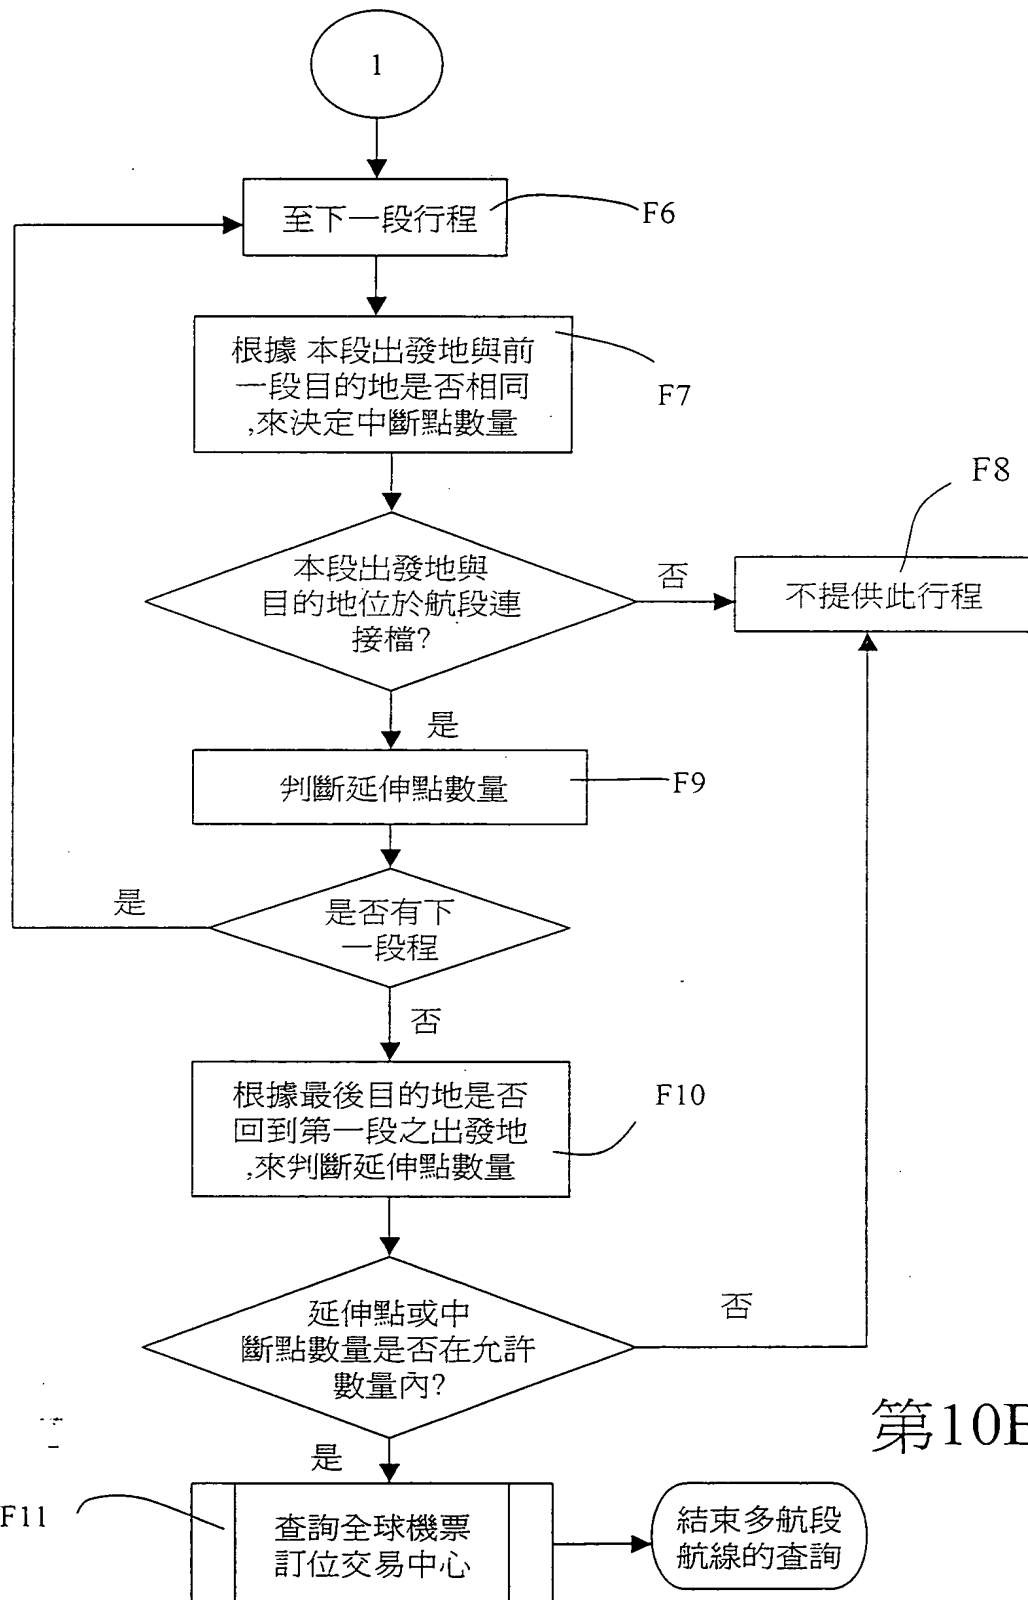 1
至下一段行程
F6
根據 本段出發地與前
一段目的地是否相同
,來決定中斷點數量
F7
本段出發地與
目的地位於航段連
接檔?
否
F8
不提供此行程
是
判斷延伸點數量
F9
是
是否有下
一段程
否
根據最後目的地是否
回到第一段之出發地
,來判斷延伸點數量
F10
延伸點或中
斷點數量是否在允許
數量內?
否
是
第10B
F11
查詢全球機票
訂位交易中心
結束多航段
航線的查詢